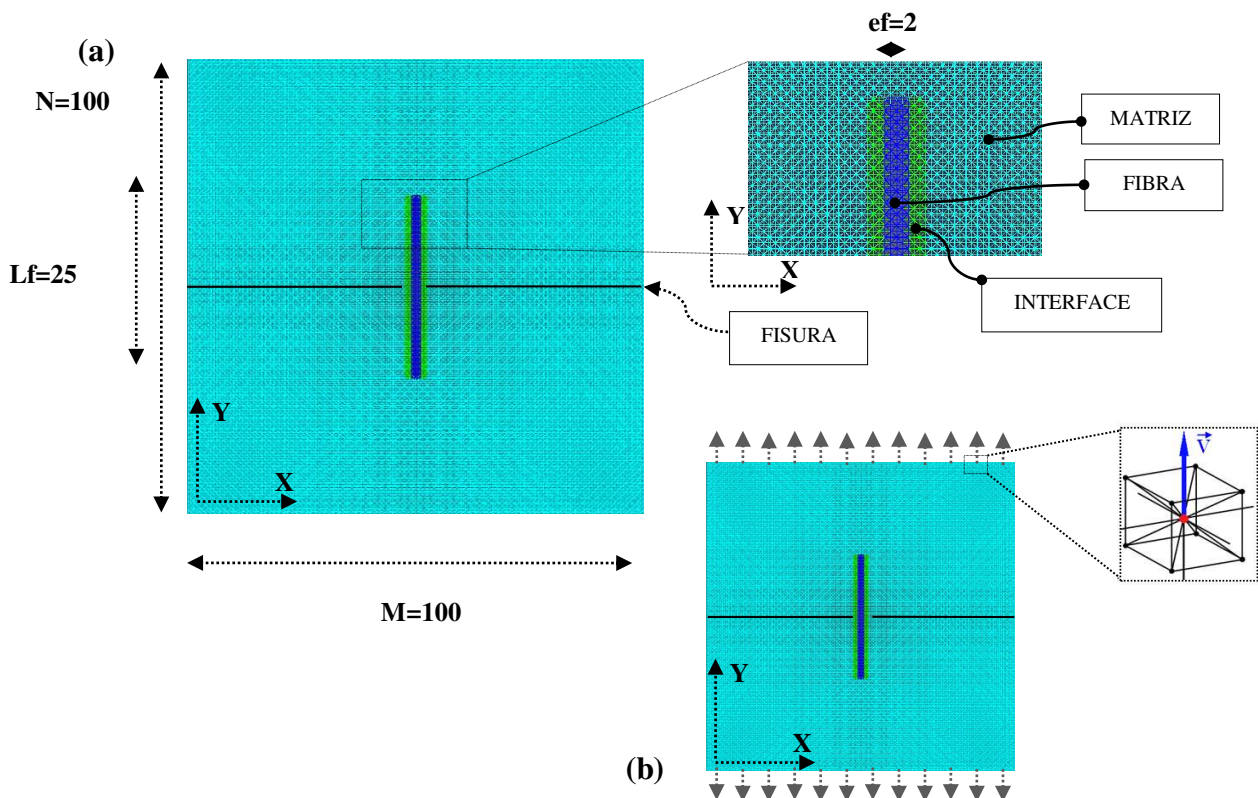 (a)
N=100
Lf=25
Y
X
M=100
ef=2
MATRIZ
FIBRA
INTERFACE
Y
X
FISURA
V
Y
X
(b)